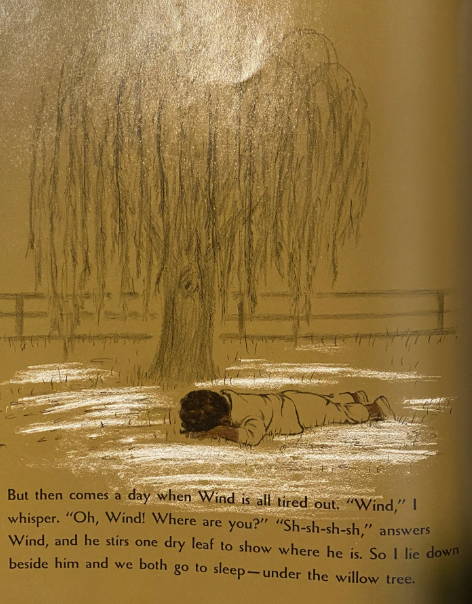 But then comes a day when Wind is all tired out. “Wind,” I
whisper. “Oh, Wind! Where are you?” “Sh-sh-sh-sh,” answers
Wind, and he stirs one dry leaf to show where he is. So I lie down
beside him and we both go to sleep—under the willow tree.